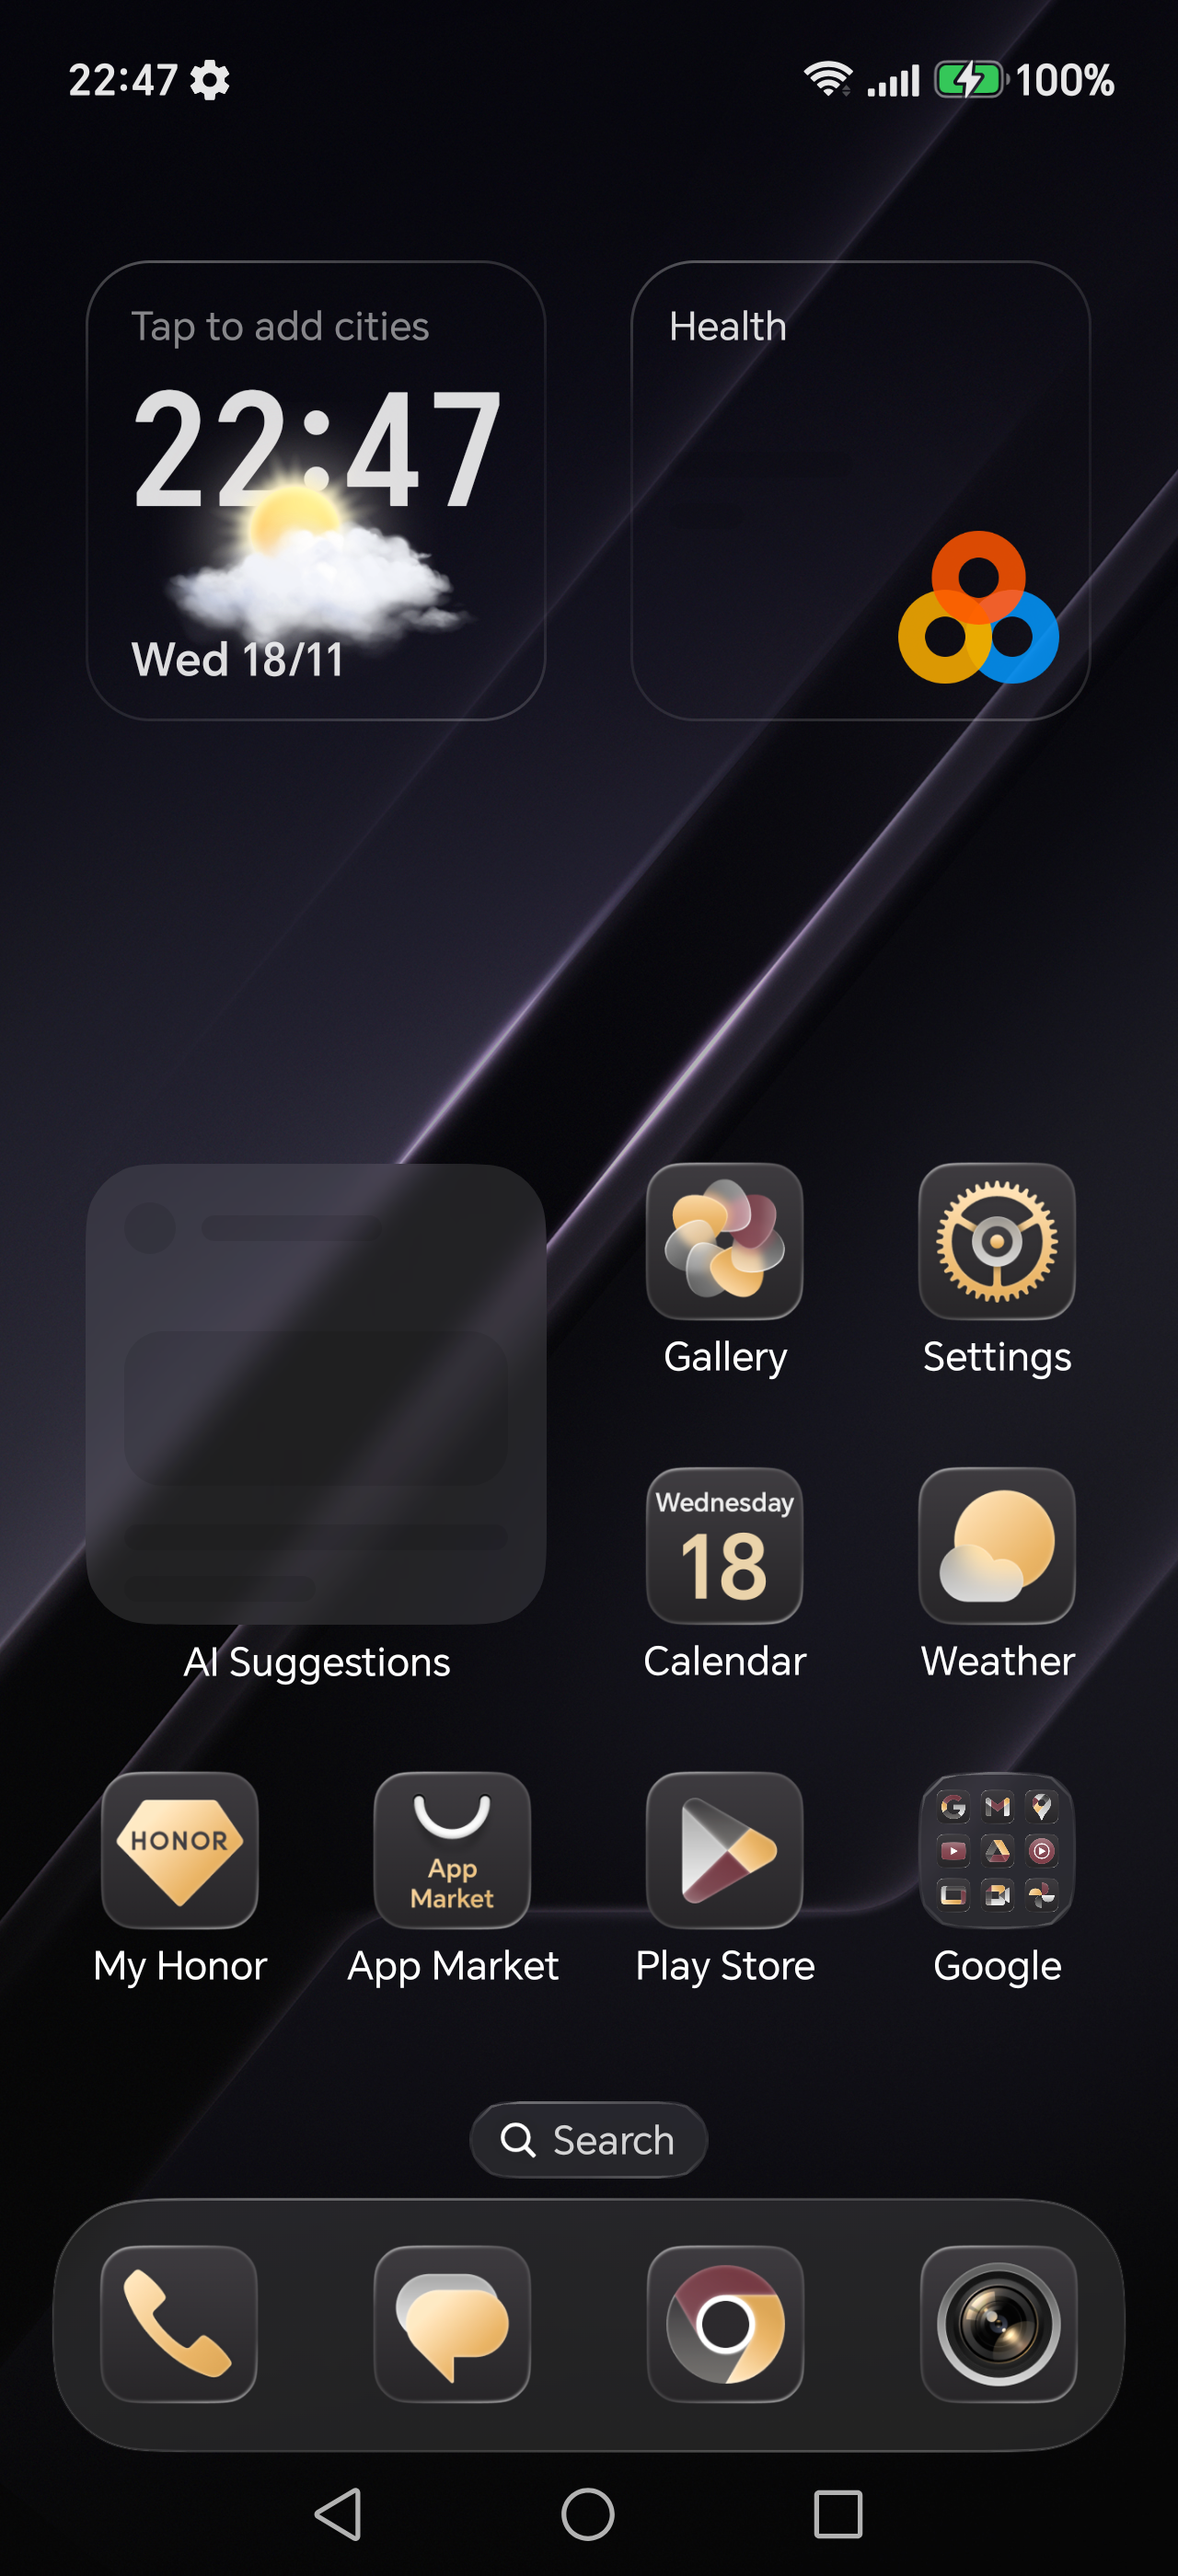 22:47 100%
Tap to add cities
22:47
Wed 18/11
Health
Gallery
Settings
Wednesday
18
AI Suggestions
Calendar
Weather
HONOR
App
Market
My Honor
App Market
Play Store
Google
Search